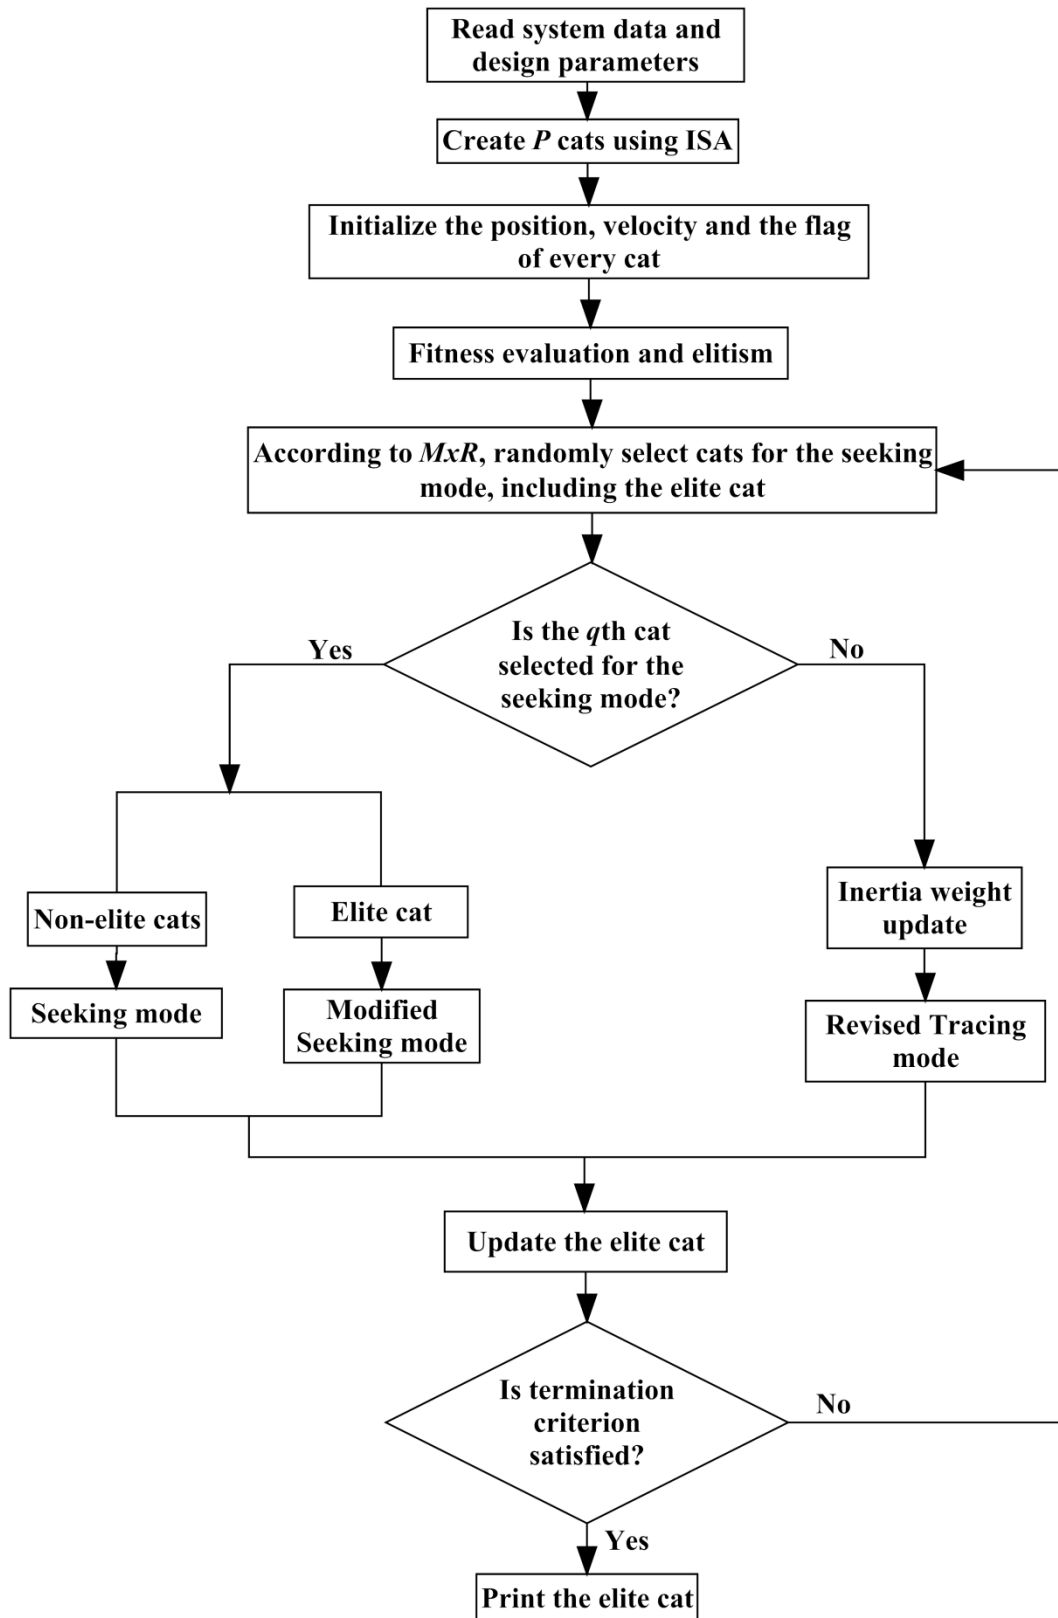 Read system data and
design parameters
Create P cats using ISA
Initialize the position, velocity and the flag
of every cat
Fitness evaluation and elitism
According to MxR, randomly select cats for the seeking
mode, including the elite cat
Is the qth cat
selected for the
seeking mode?
Yes
No
Non-elite cats
Elite cat
Inertia weight
update
Seeking mode
Modified
Seeking mode
Revised Tracing
mode
Update the elite cat
Is termination
criterion
satisfied?
No
Yes
Print the elite cat